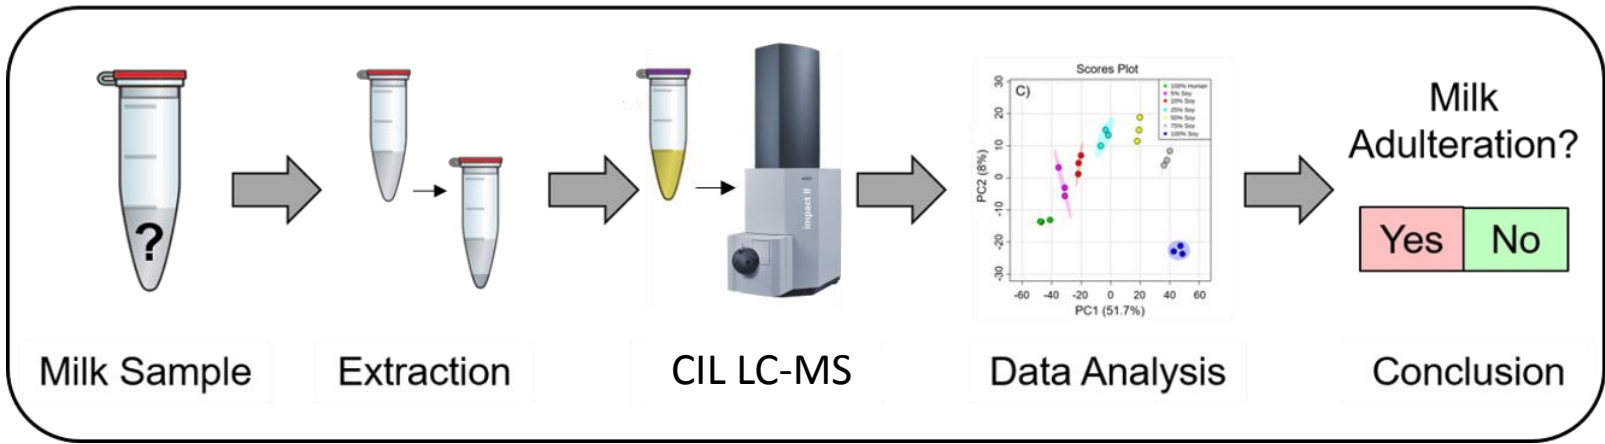 ?
impact II
Scores Plot
C)
100% Human
5% Soy
10% Soy
25% Soy
50% Soy
75% Soy
100% Soy
PC2 (8%)
30
20
10
0
-10
-20
-30
-60 -40 -20 0 20 40 60
PC1 (51.7%)
Milk
Adulteration?
Yes No
Milk Sample
Extraction
CIL LC-MS
Data Analysis
Conclusion